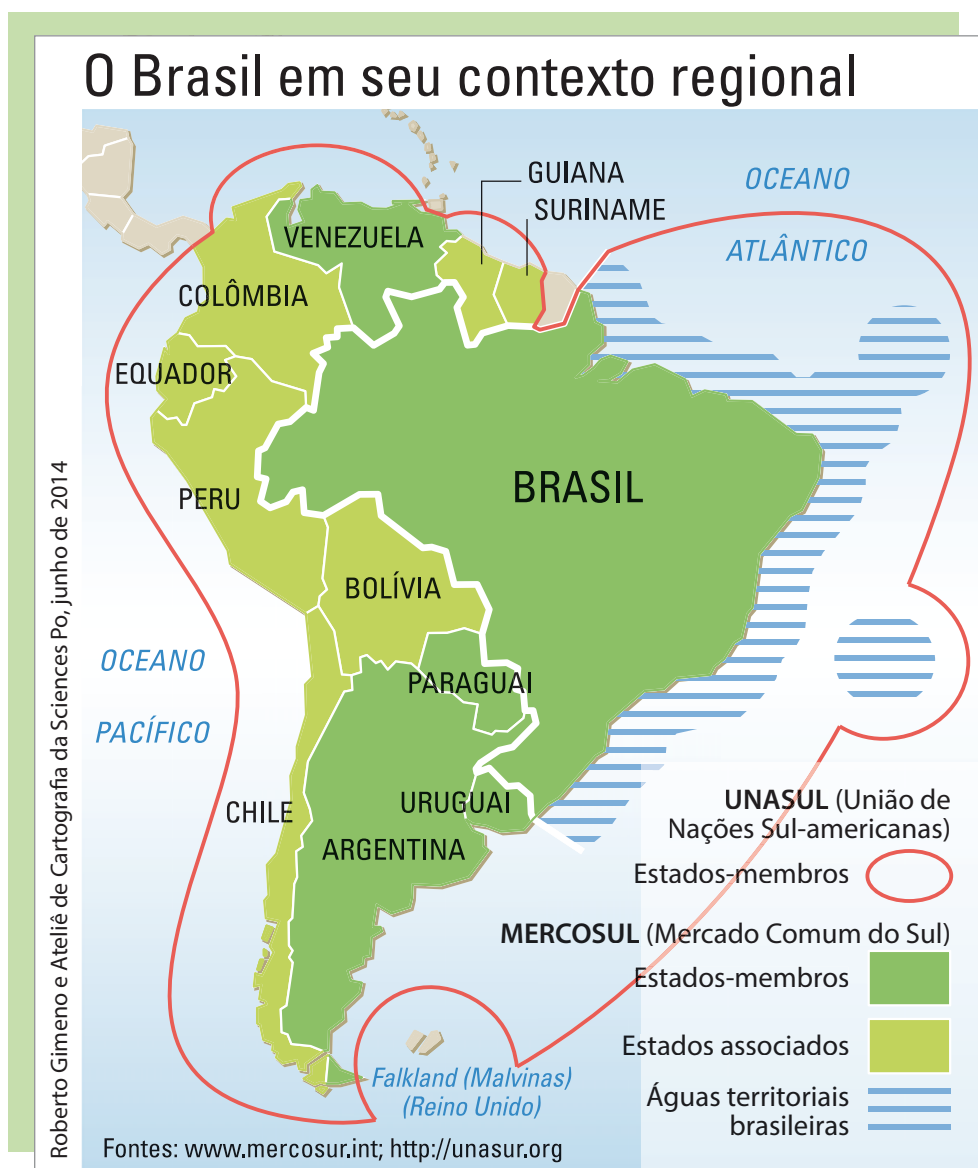 O Brasil em seu contexto regional
GUIANA
SURINAME
OCEANO
ATLÂNTICO
VENEZUELA
COLÔMBIA
EQUADOR
PERU
BRASIL
BOLÍVIA
PARAGUAI
OCEANO
PACÍFICO
CHILE
URUGUAI
ARGENTINA
UNASUL (União de
Nações Sul-americanas)
Estados-membros
MERCOSUL (Mercado Comum do Sul)
Estados-membros
Estados associados
Águas territoriais
brasileiras
Falkland (Malvinas)
(Reino Unido)
Fontes: www.mercosur.int; http://unasur.org
Roberto Gimeno e Ateliê de Cartografia da Sciences Po, junho de 2014